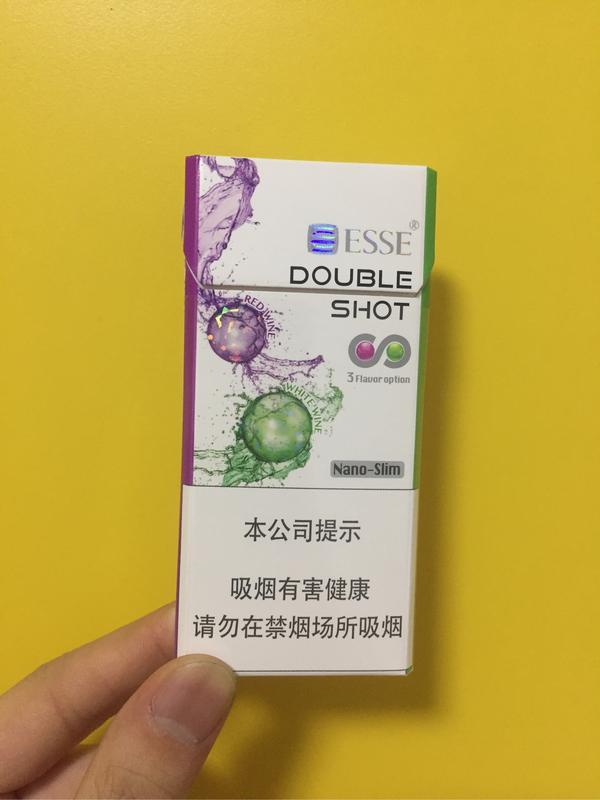 ESSE®
DOUBLE
SHOT
RED WINE
3 Flavor option
WHITE WINE
Nano-Slim
本公司提示
吸烟有害健康
请勿在禁烟场所吸烟